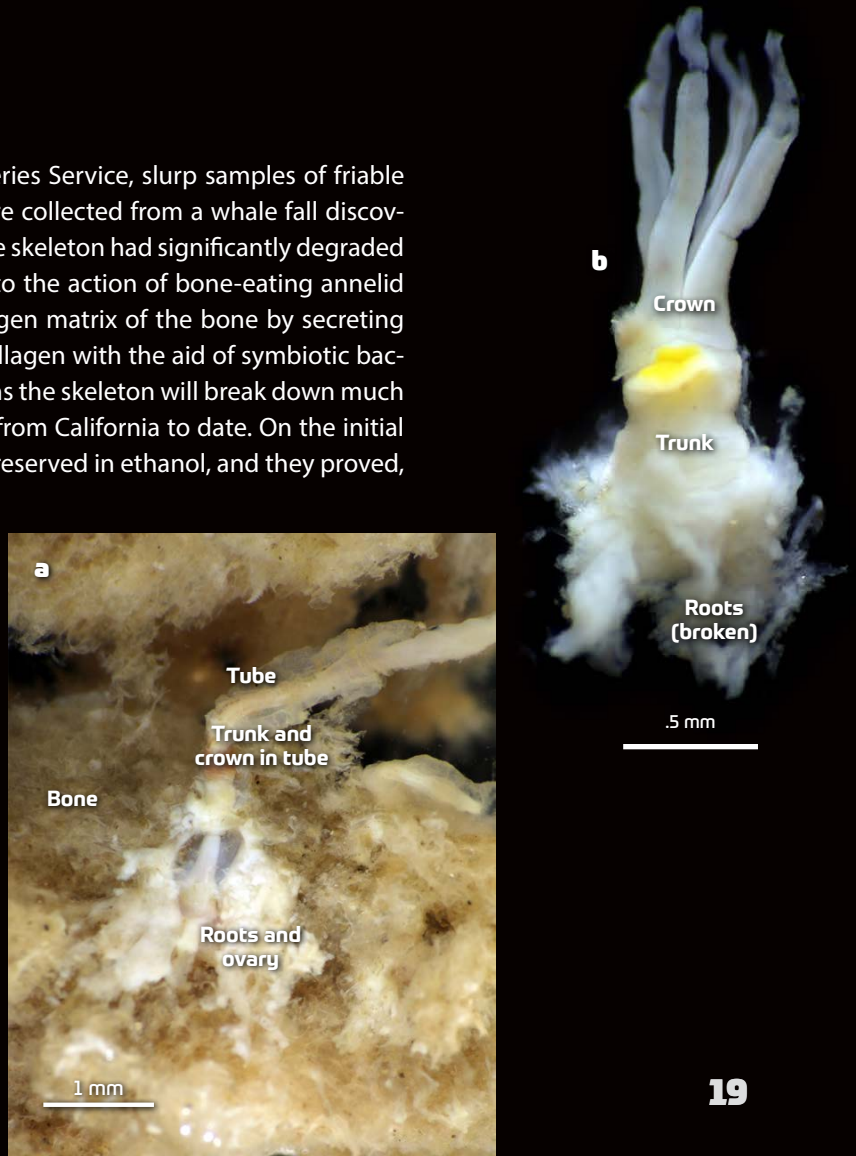 ries Service, slurp samples of friable
e collected from a whale fall discov-
e skeleton had significantly degraded
o the action of bone-eating annelid
gen matrix of the bone by secreting
llagen with the aid of symbiotic bac-
s the skeleton will break down much
from California to date. On the initial
reserved in ethanol, and they proved,
b
Crown
Trunk
Roots
(broken)
.5 mm
a
Tube
Trunk and
crown in tube
Bone
Roots and
ovary
1 mm
19